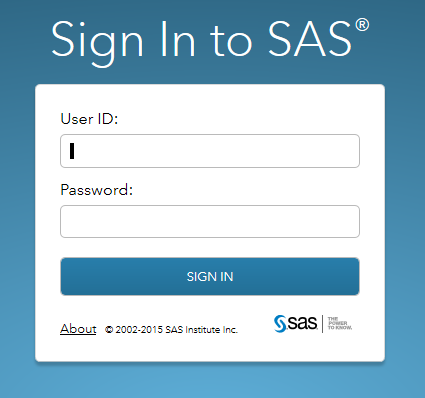 Sign In to SAS®
User ID:
Password:
SIGN IN
About © 2002-2015 SAS Institute Inc.
sas THE POWER TO KNOW.